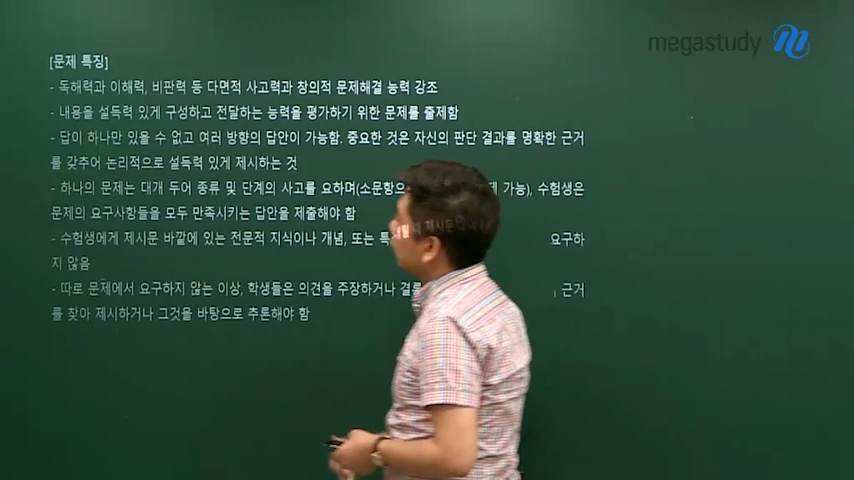 megastudy
[문제 특징]
- 독해력과 이해력, 비판력 등 다면적 사고력과 창의적 문제해결 능력 강조
- 내용을 설득력 있게 구성하고 전달하는 능력을 평가하기 위한 문제를 출제함
- 답이 하나만 있을 수 없고 여러 방향의 답안이 가능함. 중요한 것은 자신의 판단 결과를 명확한 근거
를 갖추어 논리적으로 설득력 있게 제시하는 것
- 하나의 문제는 대개 두어 종류 및 단계의 사고를 요하며(소문항으 가능), 수험생은
문제의 요구사항들을 모두 만족시키는 답안을 제출해야 함
- 수험생에게 제시문 바깥에 있는 전문적 지식이나 개념, 또는 요구하
지 않음
- 따로 문제에서 요구하지 않는 이상, 학생들은 의견을 주장하거나 근거
를 찾아 제시하거나 그것을 바탕으로 추론해야 함